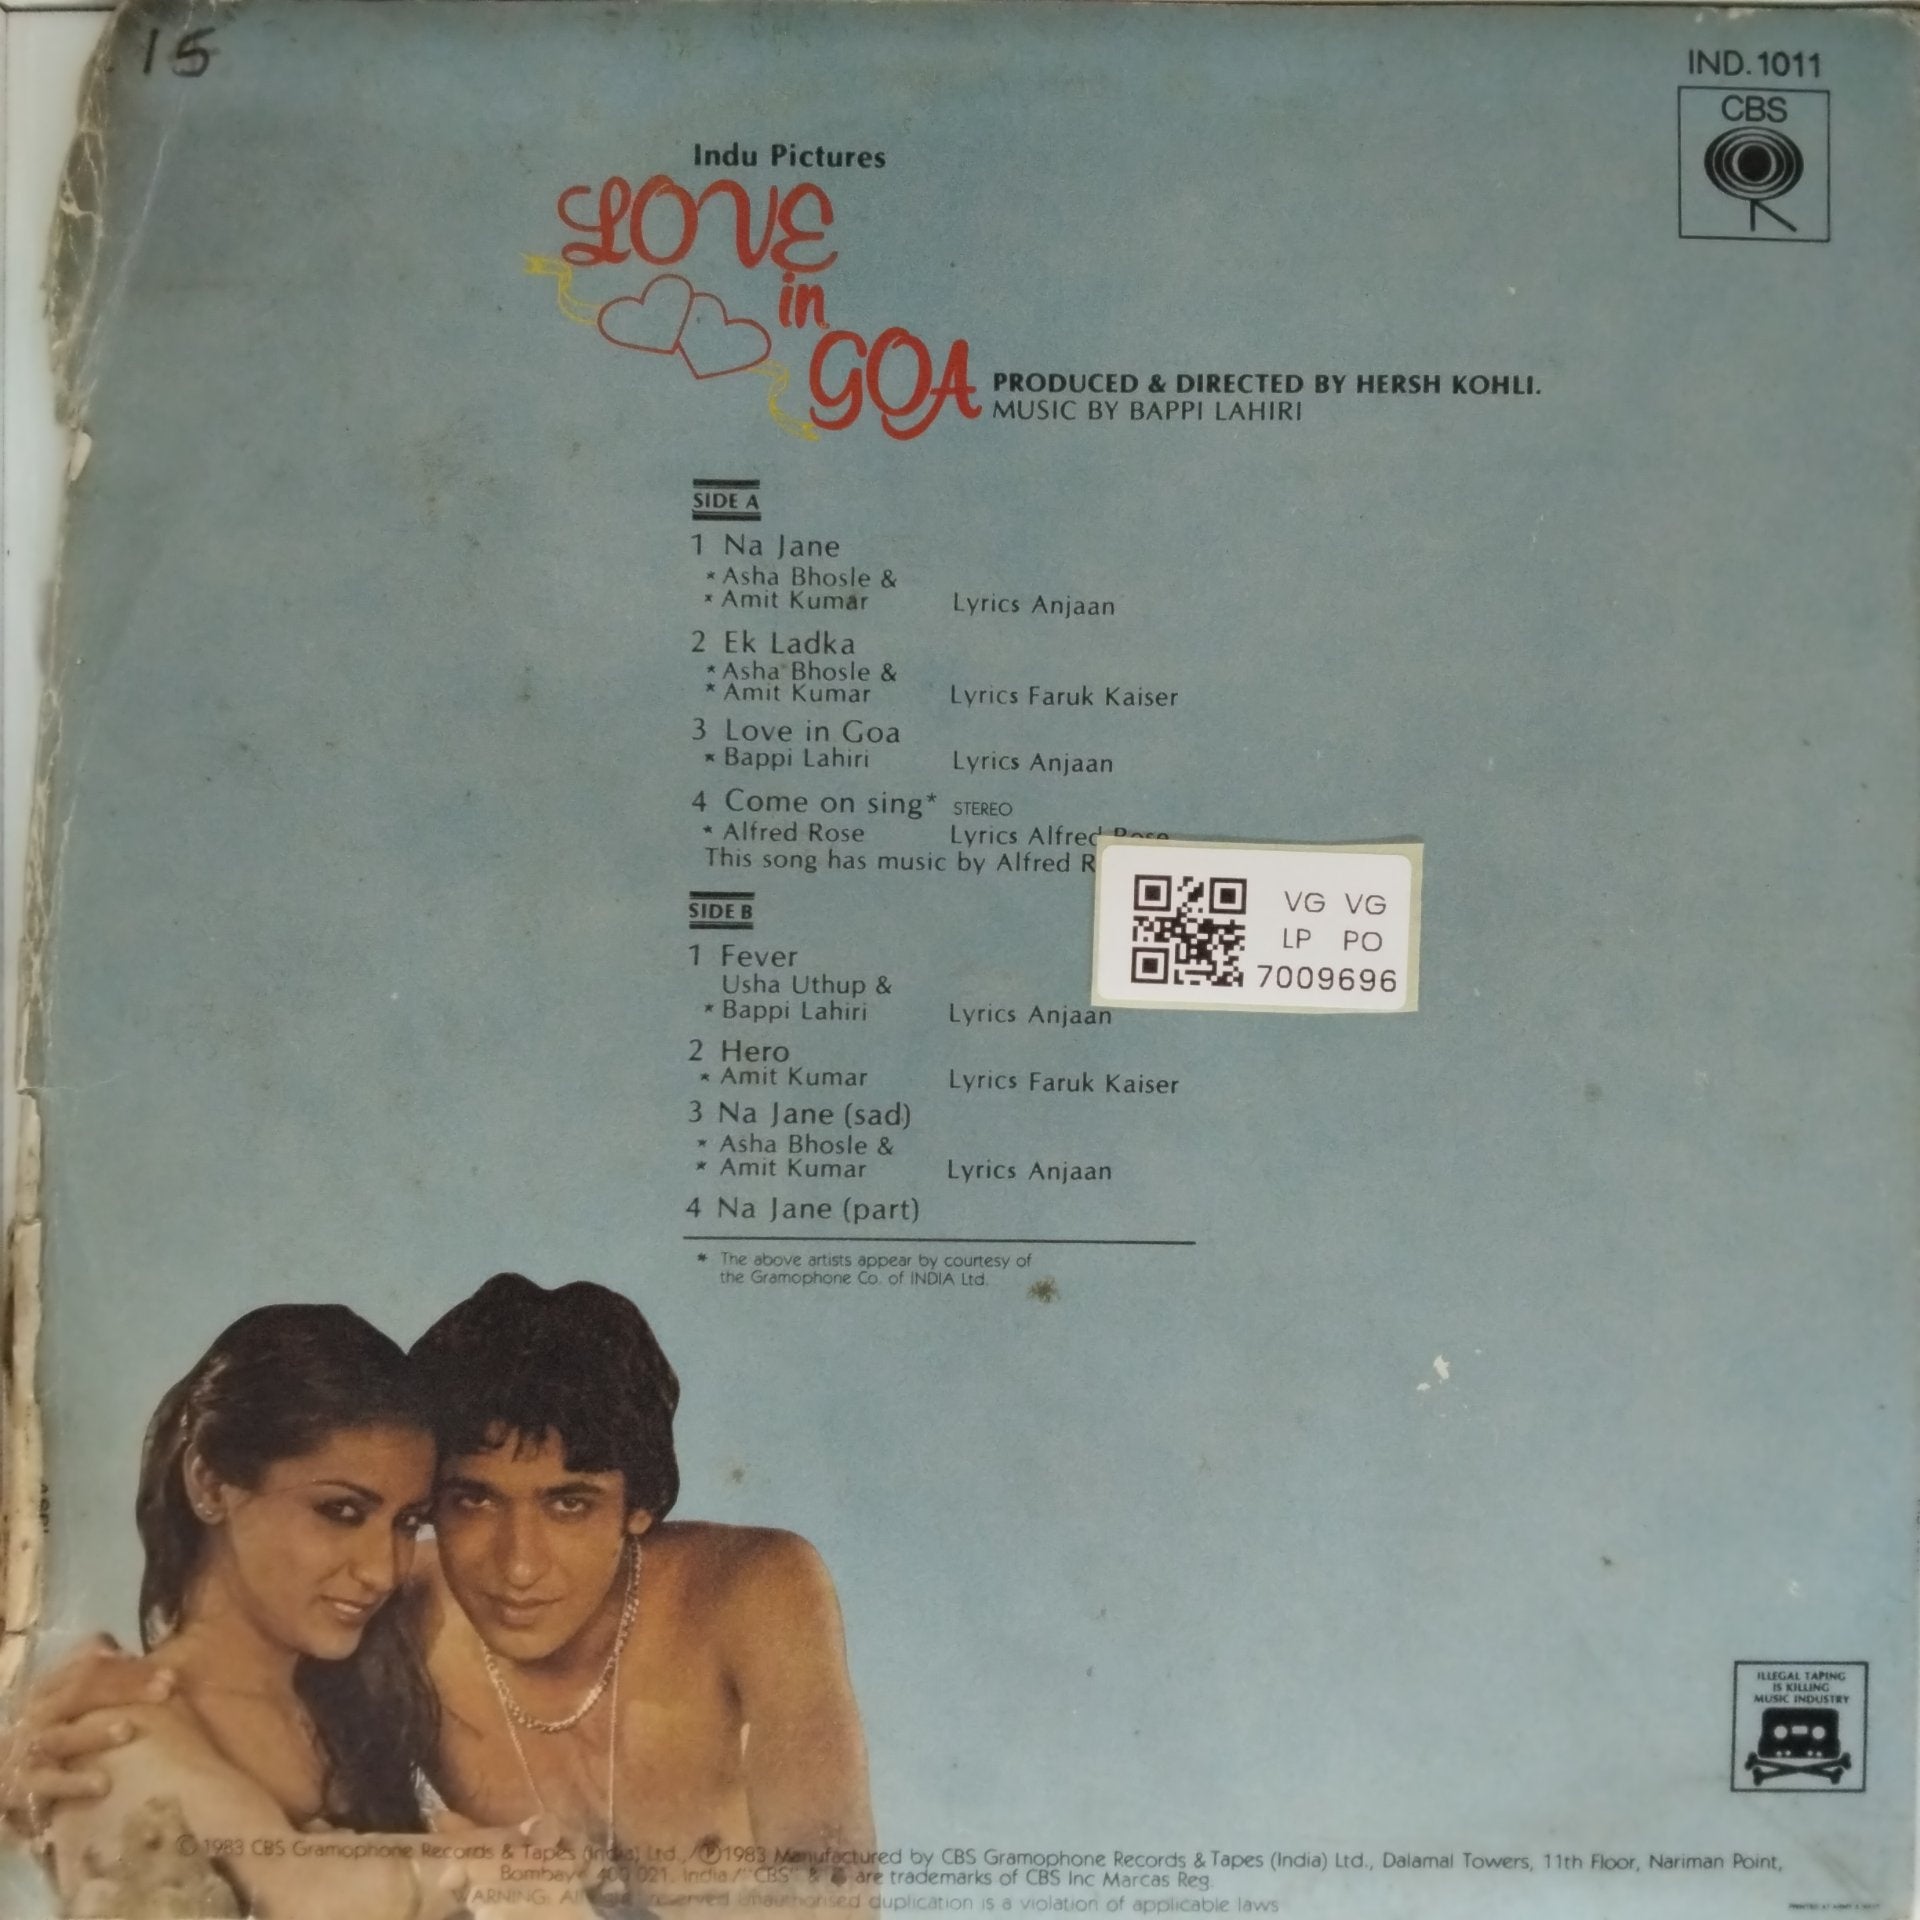 15
IND.1011
CBS
Indu Pictures
LOVE
in
GOA
PRODUCED & DIRECTED BY HERSH KOHLI.
MUSIC BY BAPPI LAHIRI
SIDE A
1 Na Jane
* Asha Bhosle &
* Amit Kumar Lyrics Anjaan
2 Ek Ladka
* Asha Bhosle &
* Amit Kumar Lyrics Faruk Kaiser
3 Love in Goa
* Bappi Lahiri Lyrics Anjaan
4 Come on sing* STEREO
* Alfred Rose Lyrics Alfred Rose
This song has music by Alfred
VG VG
LP PO
7009696
SIDE B
1 Fever
Usha Uthup &
* Bappi Lahiri Lyrics Anjaan
2 Hero
* Amit Kumar Lyrics Faruk Kaiser
3 Na Jane (sad)
* Asha Bhosle &
* Amit Kumar Lyrics Anjaan
4 Na Jane (part)
* The above artists appear by courtesy of
the Gramophone Co. of INDIA Ltd.
ILLEGAL TAPING
IS KILLING
MUSIC INDUSTRY
© 1983 CBS Gramophone Records & Tapes (India) Ltd., / ℗1983 Manufactured by CBS Gramophone Records & Tapes (India) Ltd., Dalamal Towers, 11th Floor, Nariman Point,
Bombay 400 021. India / "CBS" & are trademarks of CBS Inc Marcas Reg.
WARNING: All rights reserved Unauthorised duplication is a violation of applicable laws